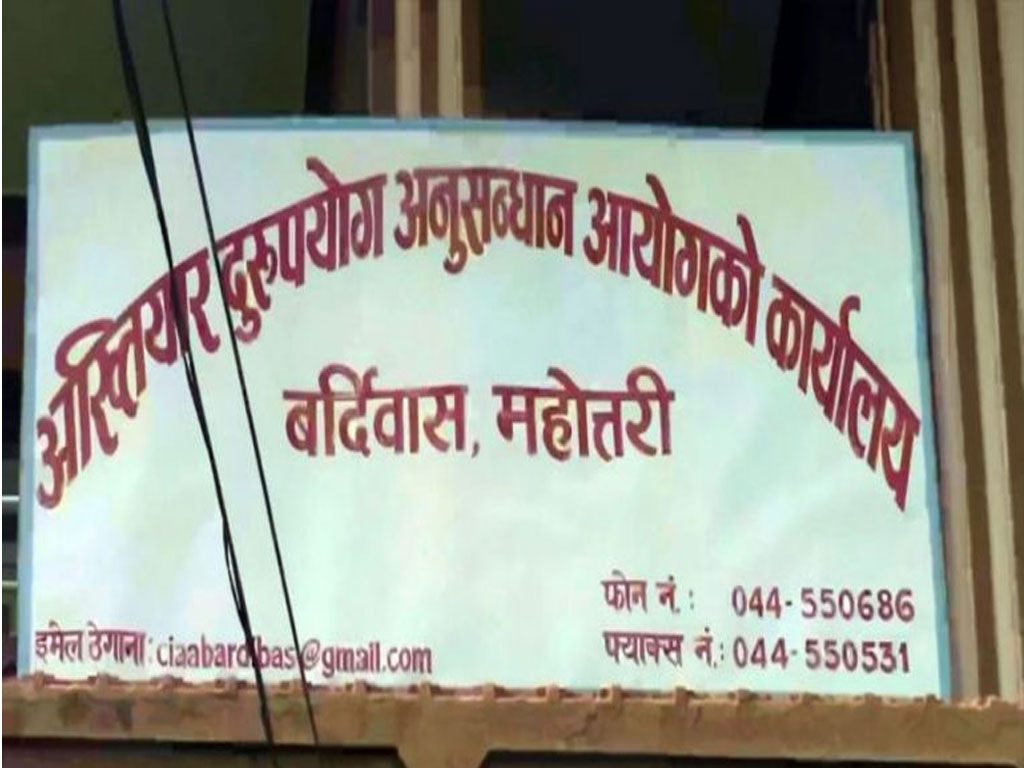 अख्तियार दुरुपयोग अनुसन्धान आयोगको कार्यालय
बर्दिवास, महोत्तरी
फोन नं.: 044-550686
इमेल ठेगाना: ciaabardibas@gmail.com
फ्याक्स नं.: 044-550531